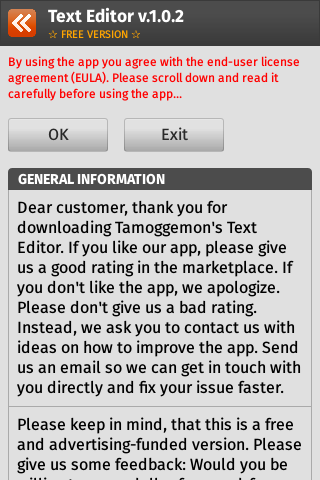 Text Editor v.1.0.2
☆ FREE VERSION ☆
By using the app you agree with the end-user license
agreement (EULA). Please scroll down and read it
carefully before using the app...
OK
Exit
GENERAL INFORMATION
Dear customer, thank you for
downloading Tamoggemon's Text
Editor. If you like our app, please give
us a good rating in the marketplace. If
you don't like the app, we apologize.
Please don't give us a bad rating.
Instead, we ask you to contact us with
ideas on how to improve the app. Send
us an email so we can get in touch with
you directly and fix your issue faster.
Please keep in mind, that this is a free
and advertising-funded version. Please
give us some feedback: Would you be